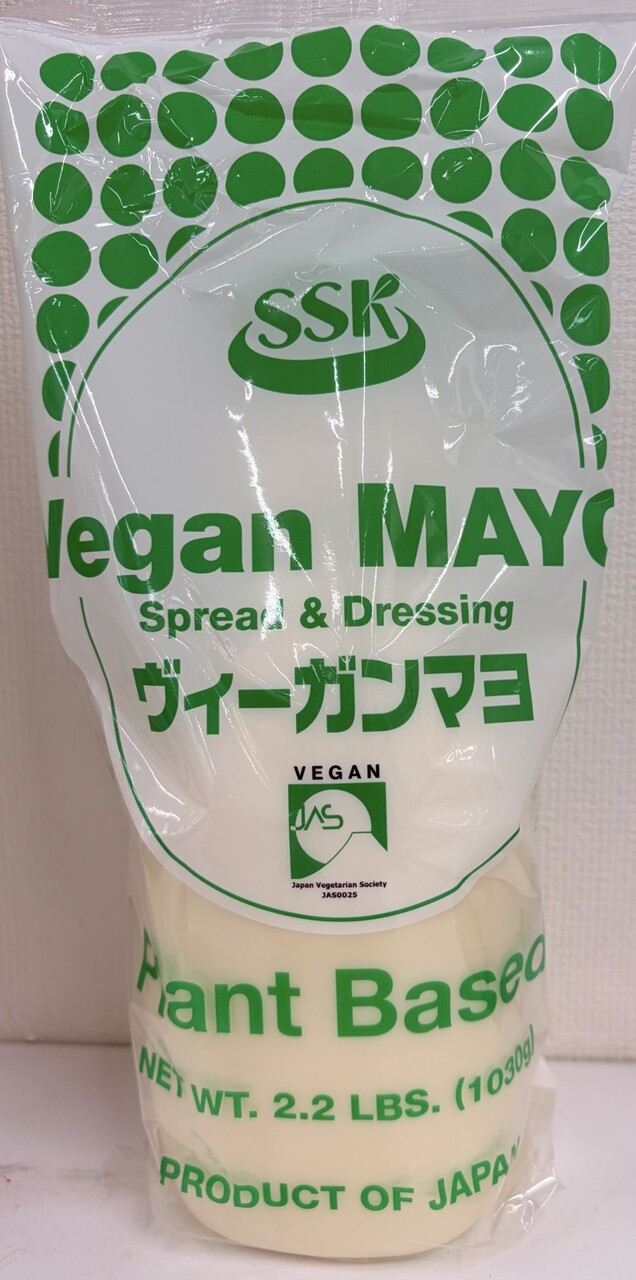 SSK
Vegan MAYO
Spread & Dressing
ヴィーガンマヨ
VEGAN
JAS
Japan Vegetarian Society
JAS0025
Plant Based
NET WT. 2.2 LBS. (1030g)
PRODUCT OF JAPAN